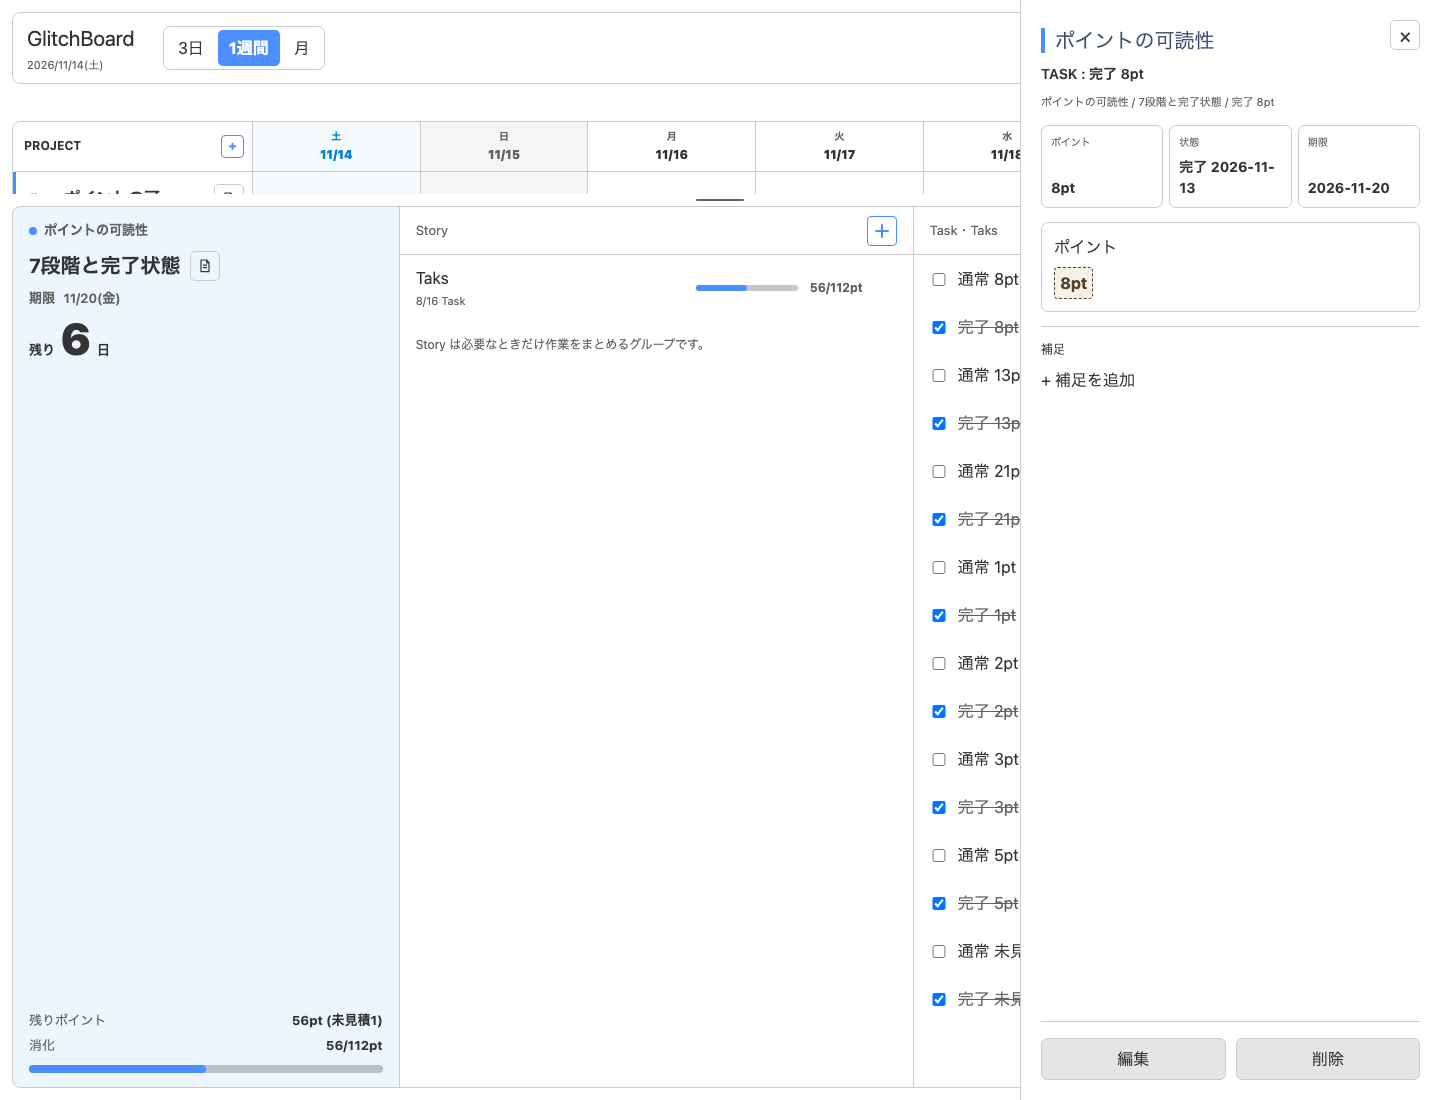 GlitchBoard
2026/11/14(土)
3日
1週間
月
PROJECT
+
土
11/14
日
11/15
月
11/16
火
11/17
水
11/18
ポイントの可読性
7段階と完了状態
期限 11/20(金)
残り 6 日
残りポイント
56pt (未見積1)
消化
56/112pt
Story
+
Taks
8/16 Task
56/112pt
Story は必要なときだけ作業をまとめるグループです。
Task・Taks
通常 8pt
完了 8pt
通常 13p
完了 13p
通常 21p
完了 21p
通常 1pt
完了 1pt
通常 2pt
完了 2pt
通常 3pt
完了 3pt
通常 5pt
完了 5pt
通常 未見
完了 未見
ポイントの可読性
×
TASK : 完了 8pt
ポイントの可読性 / 7段階と完了状態 / 完了 8pt
ポイント
8pt
状態
完了 2026-11-
13
期限
2026-11-20
ポイント
8pt
補足
+ 補足を追加
編集
削除